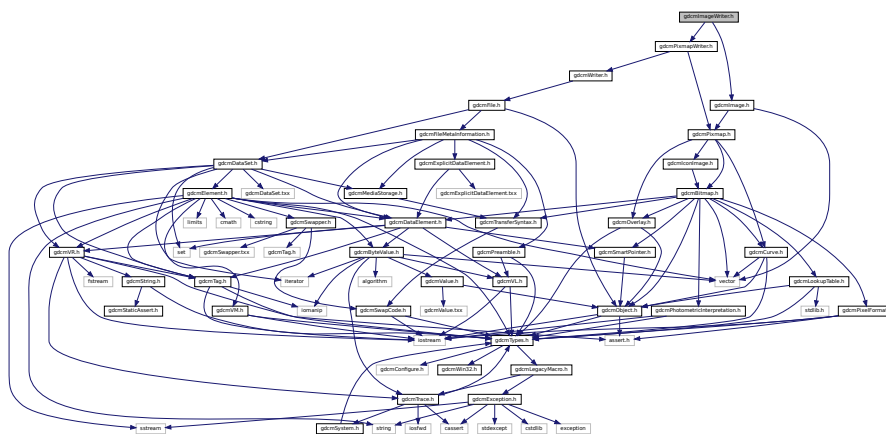 gdcmImageWriter.h
gdcmPixmapWriter.h
gdcmWriter.h
gdcmFile.h
gdcmImage.h
gdcmFileMetaInformation.h
gdcmPixmap.h
gdcmDataSet.h
gdcmExplicitDataElement.h
gdcmIconImage.h
gdcmElement.h
gdcmDataSet.txx
gdcmMediaStorage.h
gdcmExplicitDataElement.txx
gdcmBitmap.h
limits
cmath
cstring
gdcmSwapper.h
gdcmDataElement.h
gdcmTransferSyntax.h
gdcmOverlay.h
gdcmVR.h
set
gdcmSwapper.txx
gdcmTag.h
gdcmByteValue.h
gdcmPreamble.h
gdcmSmartPointer.h
gdcmCurve.h
fstream
gdcmString.h
gdcmTag.h
iterator
algorithm
gdcmValue.h
gdcmVL.h
vector
gdcmLookupTable.h
gdcmStaticAssert.h
gdcmVM.h
iomanip
gdcmSwapCode.h
gdcmValue.txx
gdcmObject.h
gdcmPhotometricInterpretation.h
stdlib.h
gdcmPixelFormat
iostream
gdcmTypes.h
assert.h
gdcmConfigure.h
gdcmWin32.h
gdcmLegacyMacro.h
gdcmTrace.h
gdcmException.h
sstream
gdcmSystem.h
string
iosfwd
cassert
stdexcept
cstdlib
exception